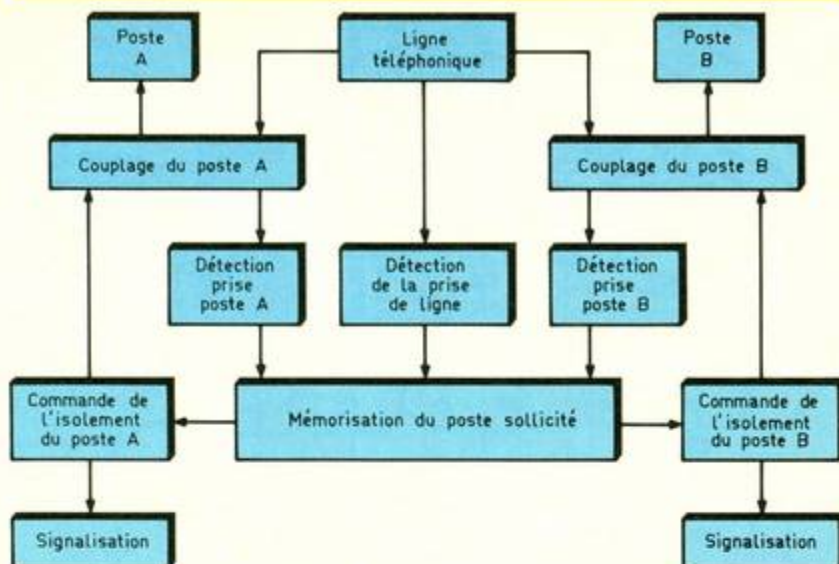 Poste
A
Ligne
téléphonique
Poste
B
Couplage du poste A
Couplage du poste B
Détection
prise
poste A
Détection
de la prise
de ligne
Détection
prise
poste B
Commande de
l'isolement
du poste A
Mémorisation du poste sollicité
Commande de
l'isolement
du poste B
Signalisation
Signalisation